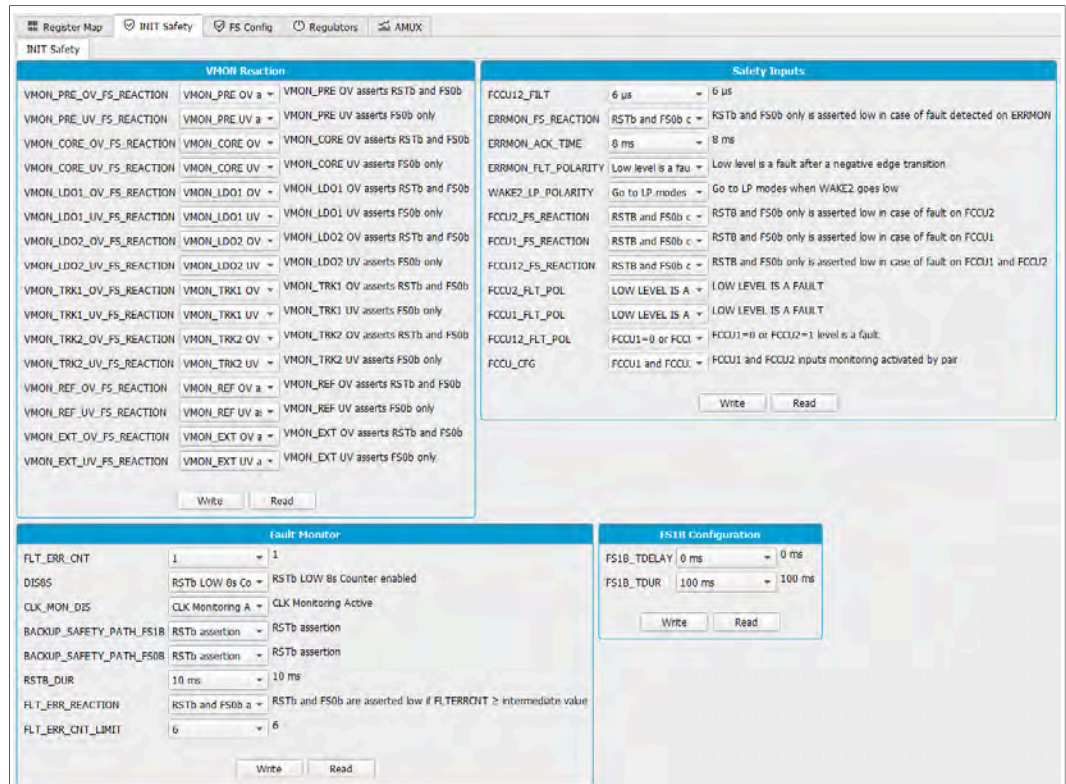 Register Map INIT Safety FS Config Regulators AMUX
INIT Safety
VMON Reaction
VMON_PRE_OV_FS_REACTION VMON_PRE OV a VMON_PRE OV asserts RSTb and FS0b
VMON_PRE_UV_FS_REACTION VMON_PRE UV a VMON_PRE UV asserts FS0b only
VMON_CORE_OV_FS_REACTION VMON_CORE OV VMON_CORE OV asserts RSTb and FS0b
VMON_CORE_UV_FS_REACTION VMON_CORE UV VMON_CORE UV asserts FS0b only
VMON_LDO1_OV_FS_REACTION VMON_LDO1 OV VMON_LDO1 OV asserts RSTb and FS0b
VMON_LDO1_UV_FS_REACTION VMON_LDO1 UV VMON_LDO1 UV asserts FS0b only
VMON_LDO2_OV_FS_REACTION VMON_LDO2 OV VMON_LDO2 OV asserts RSTb and FS0b
VMON_LDO2_UV_FS_REACTION VMON_LDO2 UV VMON_LDO2 UV asserts FS0b only
VMON_TRK1_OV_FS_REACTION VMON_TRK1 OV VMON_TRK1 OV asserts RSTb and FS0b
VMON_TRK1_UV_FS_REACTION VMON_TRK1 UV VMON_TRK1 UV asserts FS0b only
VMON_TRK2_OV_FS_REACTION VMON_TRK2 OV VMON_TRK2 OV asserts RSTb and FS0b
VMON_TRK2_UV_FS_REACTION VMON_TRK2 UV VMON_TRK2 UV asserts FS0b only
VMON_REF_OV_FS_REACTION VMON_REF OV a VMON_REF OV asserts RSTb and FS0b
VMON_REF_UV_FS_REACTION VMON_REF UV a VMON_REF UV asserts FS0b only
VMON_EXT_OV_FS_REACTION VMON_EXT OV a VMON_EXT OV asserts RSTb and FS0b
VMON_EXT_UV_FS_REACTION VMON_EXT UV a VMON_EXT UV asserts FS0b only
Write Read
Safety Inputs
FCCU12_FILT 6 µs 6 µs
ERRMON_FS_REACTION RSTb and FS0b c RSTb and FS0b only is asserted low in case of fault detected on ERRMON
ERRMON_ACK_TIME 8 ms 8 ms
ERRMON_FLT_POLARITY Low level is a fau Low level is a fault after a negative edge transition
WAKE2_LP_POLARITY Go to LP modes Go to LP modes when WAKE2 goes low
FCCU2_FS_REACTION RSTB and FS0b c RSTB and FS0b only is asserted low in case of fault on FCCU2
FCCU1_FS_REACTION RSTB and FS0b c RSTB and FS0b only is asserted low in case of fault on FCCU1
FCCU12_FS_REACTION RSTB and FS0b c RSTB and FS0b only is asserted low in case of fault on FCCU1 and FCCU2
FCCU2_FLT_POL LOW LEVEL IS A LOW LEVEL IS A FAULT
FCCU1_FLT_POL LOW LEVEL IS A LOW LEVEL IS A FAULT
FCCU12_FLT_POL FCCU1=0 or FCCU FCCU1=0 or FCCU2=1 level is a fault
FCCU_CFG FCCU1 and FCCU FCCU1 and FCCU2 inputs monitoring activated by pair
Write Read
Fault Monitor
FLT_ERR_CNT 1 1
DIS8S RSTb LOW 8s Co RSTb LOW 8s Counter enabled
CLK_MON_DIS CLK Monitoring A CLK Monitoring Active
BACKUP_SAFETY_PATH_FS1B RSTb assertion RSTb assertion
BACKUP_SAFETY_PATH_FS0B RSTb assertion RSTb assertion
RSTB_DUR 10 ms 10 ms
FLT_ERR_REACTION RSTb and FS0b a RSTb and FS0b are asserted low if FLTERRCNT ≥ intermediate value
FLT_ERR_CNT_LIMIT 6 6
Write Read
FS1B Configuration
FS1B_TDELAY 0 ms 0 ms
FS1B_TDUR 100 ms 100 ms
Write Read